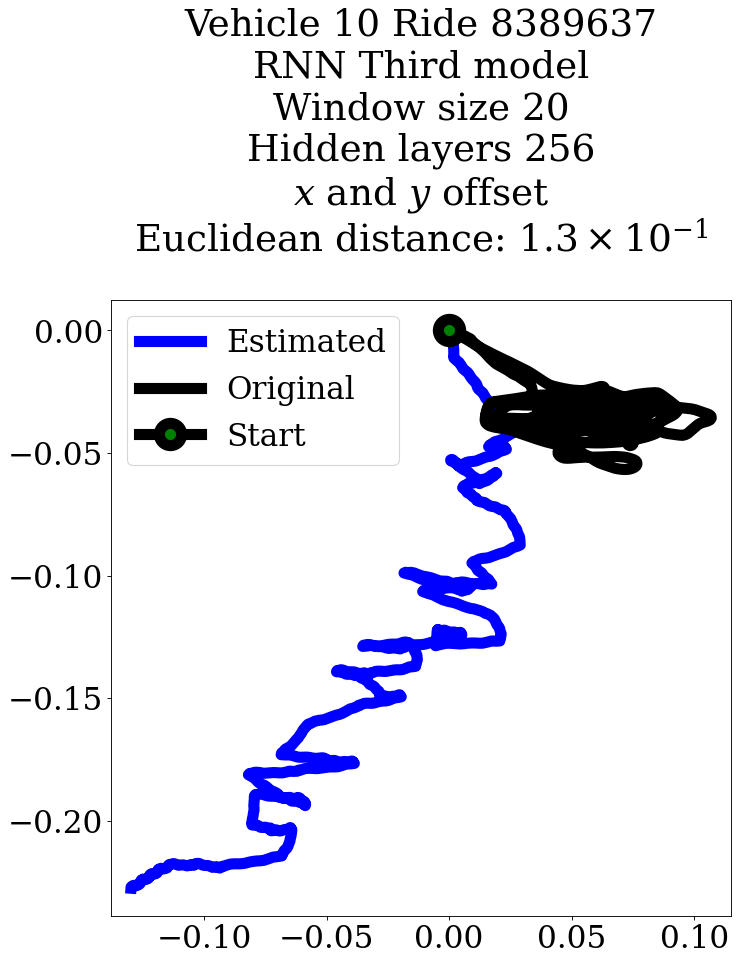 Vehicle 10 Ride 8389637
RNN Third model
Window size 20
Hidden layers 256
x and y offset
Euclidean distance: 1.3 × 10⁻¹
Estimated
Original
Start
0.00
−0.05
−0.10
−0.15
−0.20
−0.10 −0.05 0.00 0.05 0.10